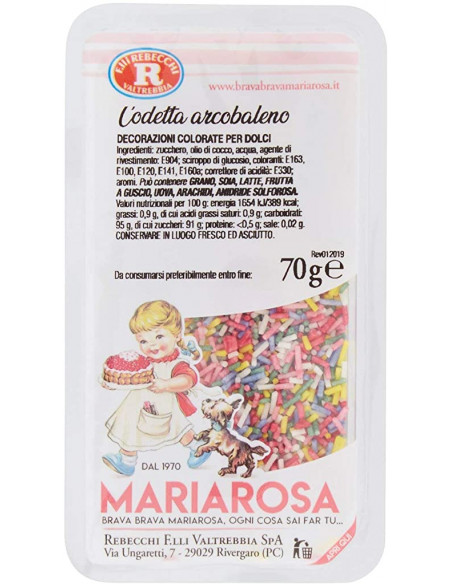 F.LLI REBECCHI
R
VALTREBBIA
www.bravabravamariarosa.it
Codetta arcobaleno
DECORAZIONI COLORATE PER DOLCI
Ingredienti: zucchero, olio di cocco, acqua, agente di
rivestimento: E904; sciroppo di glucosio, coloranti: E163,
E100, E120, E141, E160a; correttore di acidità: E330;
aromi. Può contenere GRANO, SOIA, LATTE, FRUTTA
A GUSCIO, UOVA, ARACHIDI, ANIDRIDE SOLFOROSA.
Valori nutrizionali per 100 g: energia 1654 kJ/389 kcal;
grassi: 0,9 g, di cui acidi grassi saturi: 0,9 g; carboidrati:
95 g, di cui zuccheri: 91 g; proteine: <0,5 g; sale: 0,02 g.
CONSERVARE IN LUOGO FRESCO ED ASCIUTTO.
Rev012019
Da consumarsi preferibilmente entro fine:
70g e
DAL 1970
MARIAROSA
BRAVA BRAVA MARIAROSA, OGNI COSA SAI FAR TU...
REBECCHI F.LLI VALTREBBIA SPA
Via Ungaretti, 7 - 29029 Rivergaro (PC)
APRI QUI